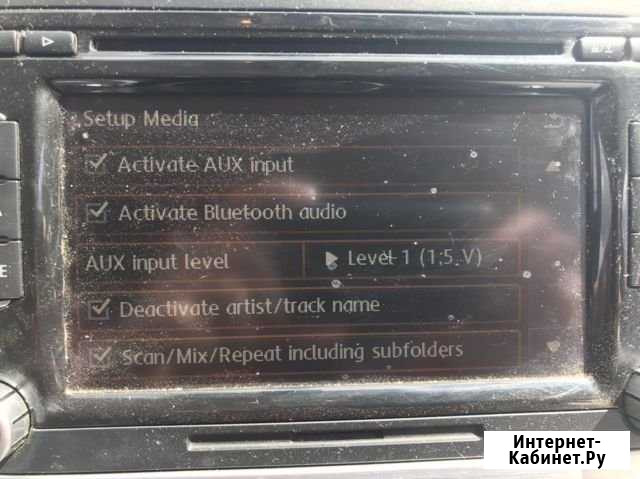 Setup Media
Activate AUX input
Activate Bluetooth audio
AUX input level Level 1 (1.5 V)
Deactivate artist/track name
Scan/Mix/Repeat including subfolders
Интернет-
Кабинет.Ру